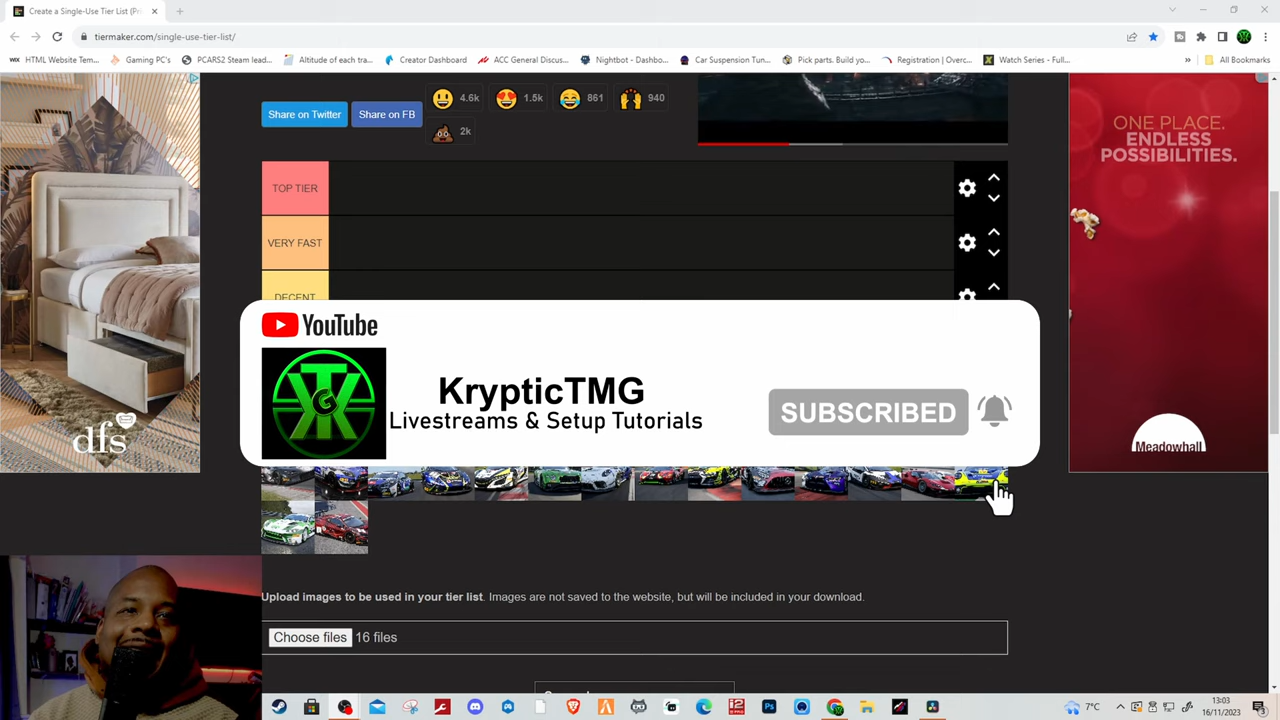 Create a Single-Use Tier List (Pr
tiermaker.com/single-use-tier-list/
WIX HTML Website Tem... Gaming PC's PCARS2 Steam lead... Altitude of each tra... Creator Dashboard ACC General Discus... Nightbot - Dashbo... Car Suspension Tun... Pick parts. Build yo... Registration | Overc... Watch Series - Full... » All Bookmarks
Share on Twitter Share on FB 4.6k 1.5k 861 940
2k
ONE PLACE.
ENDLESS
POSSIBILITIES.
TOP TIER
VERY FAST
DECENT
YouTube
KrypticTMG
Livestreams & Setup Tutorials
SUBSCRIBED
dfs
Meadowhall
Upload images to be used in your tier list. Images are not saved to the website, but will be included in your download.
Choose files 16 files
7°C
13:03
16/11/2023